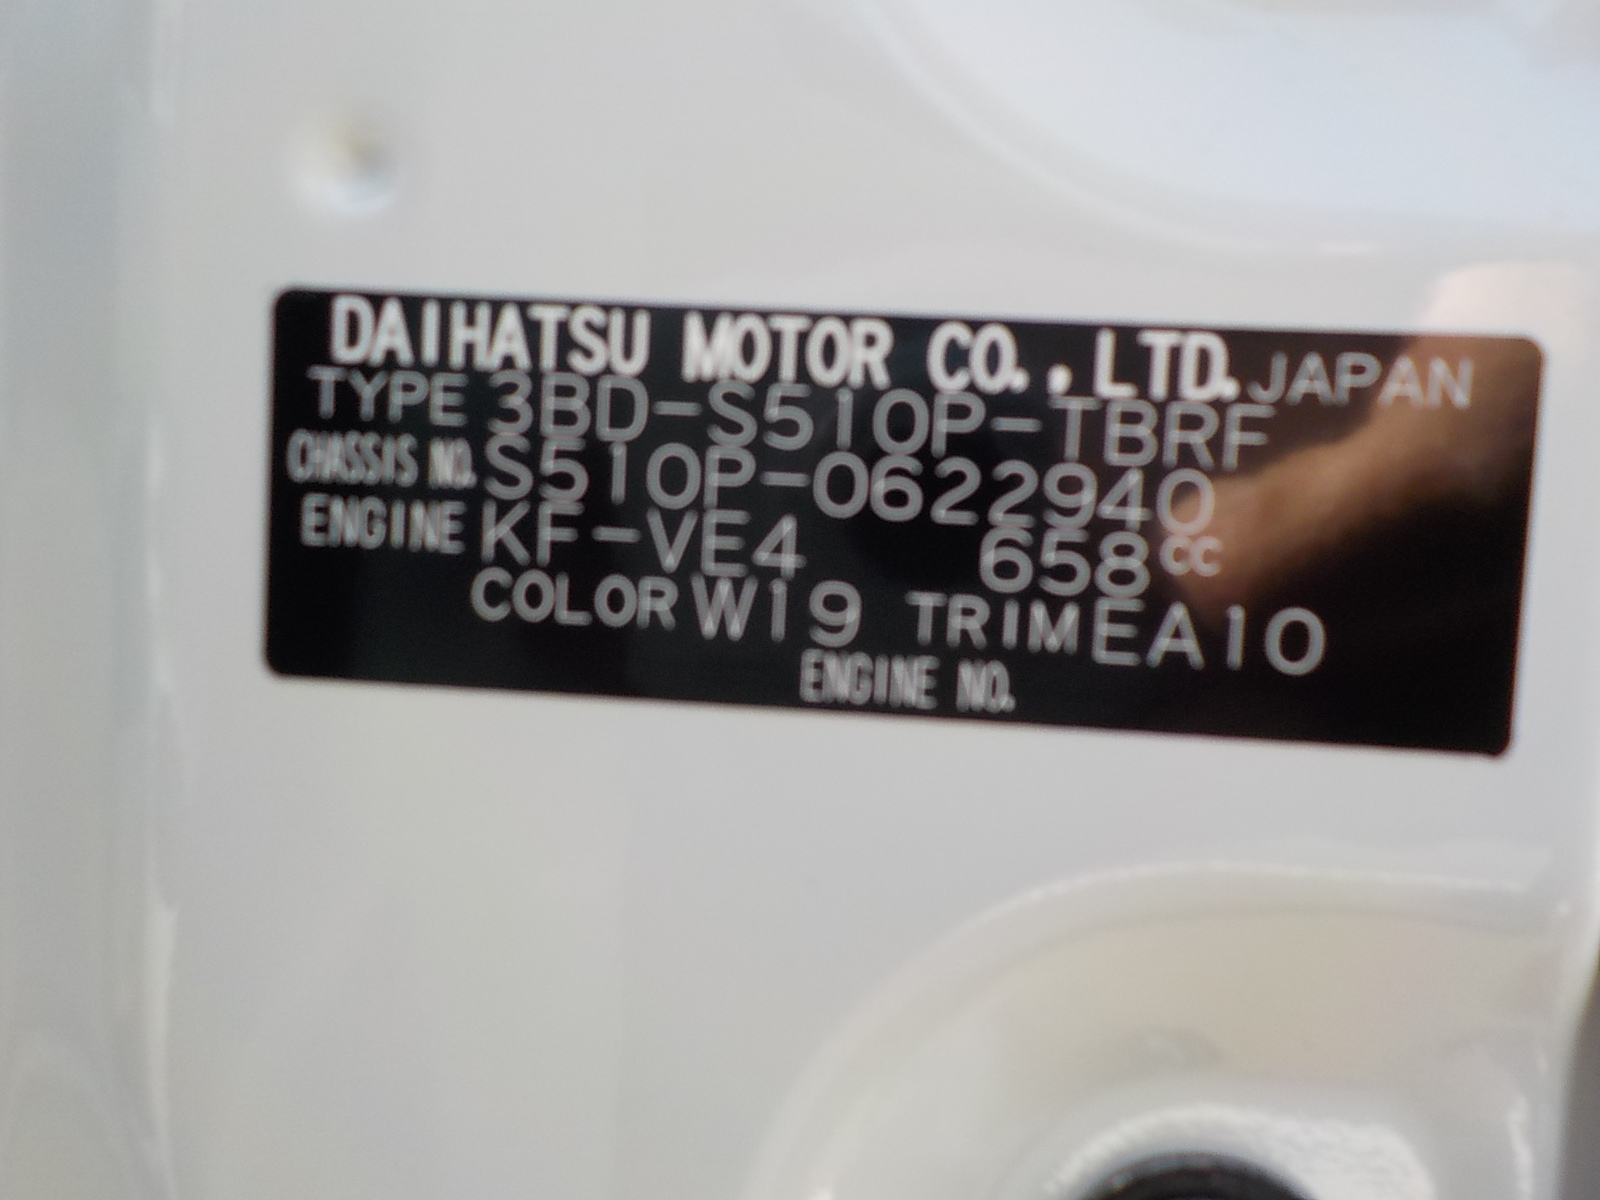 DAIHATSU MOTOR CO.,LTD. JAPAN
TYPE 3BD-S510P-TBRF
CHASSIS NO. S510P-0622940
ENGINE KF-VE4 658cc
COLOR W19 TRIM EA10
ENGINE NO.